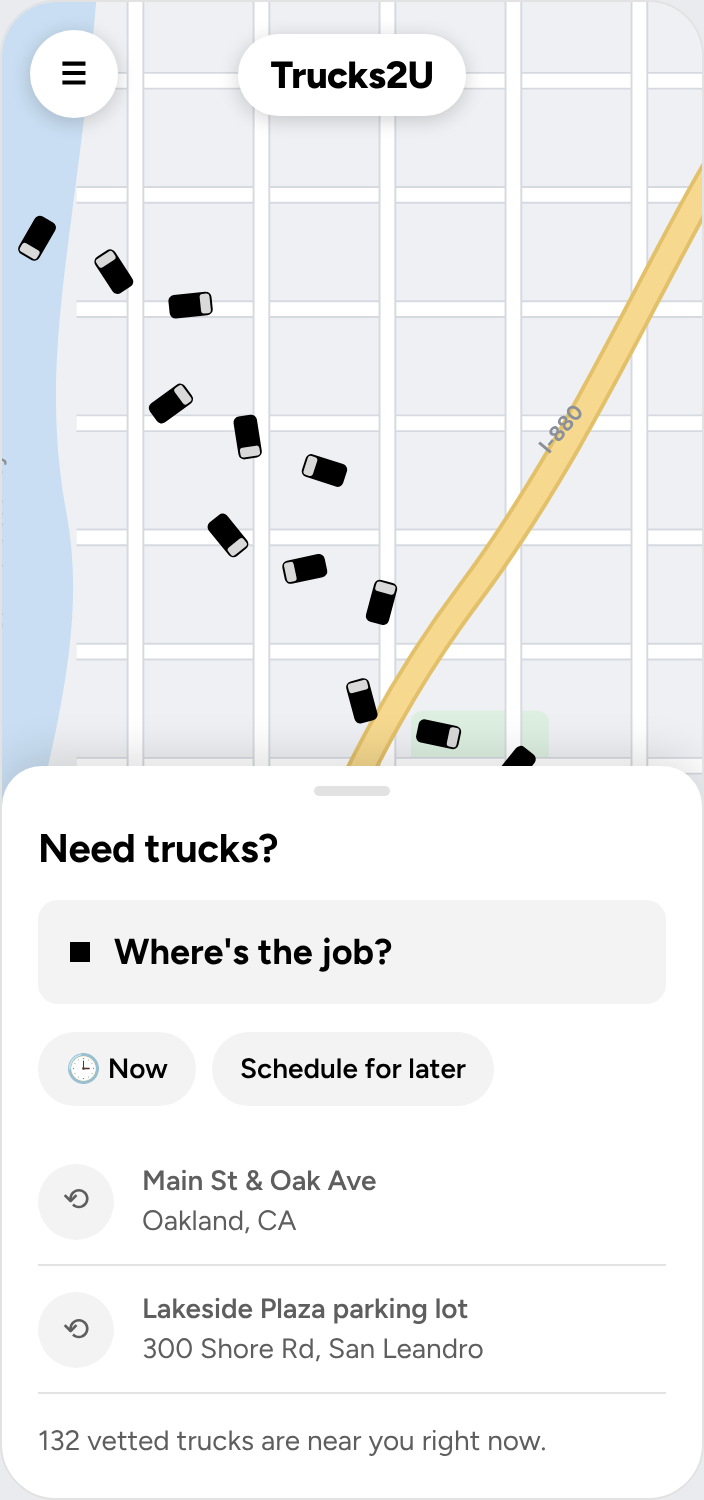 ☰
Trucks2U
I-880
Need trucks?
Where's the job?
🕒 Now
Schedule for later
⟲
Main St & Oak Ave
Oakland, CA
⟲
Lakeside Plaza parking lot
300 Shore Rd, San Leandro
132 vetted trucks are near you right now.